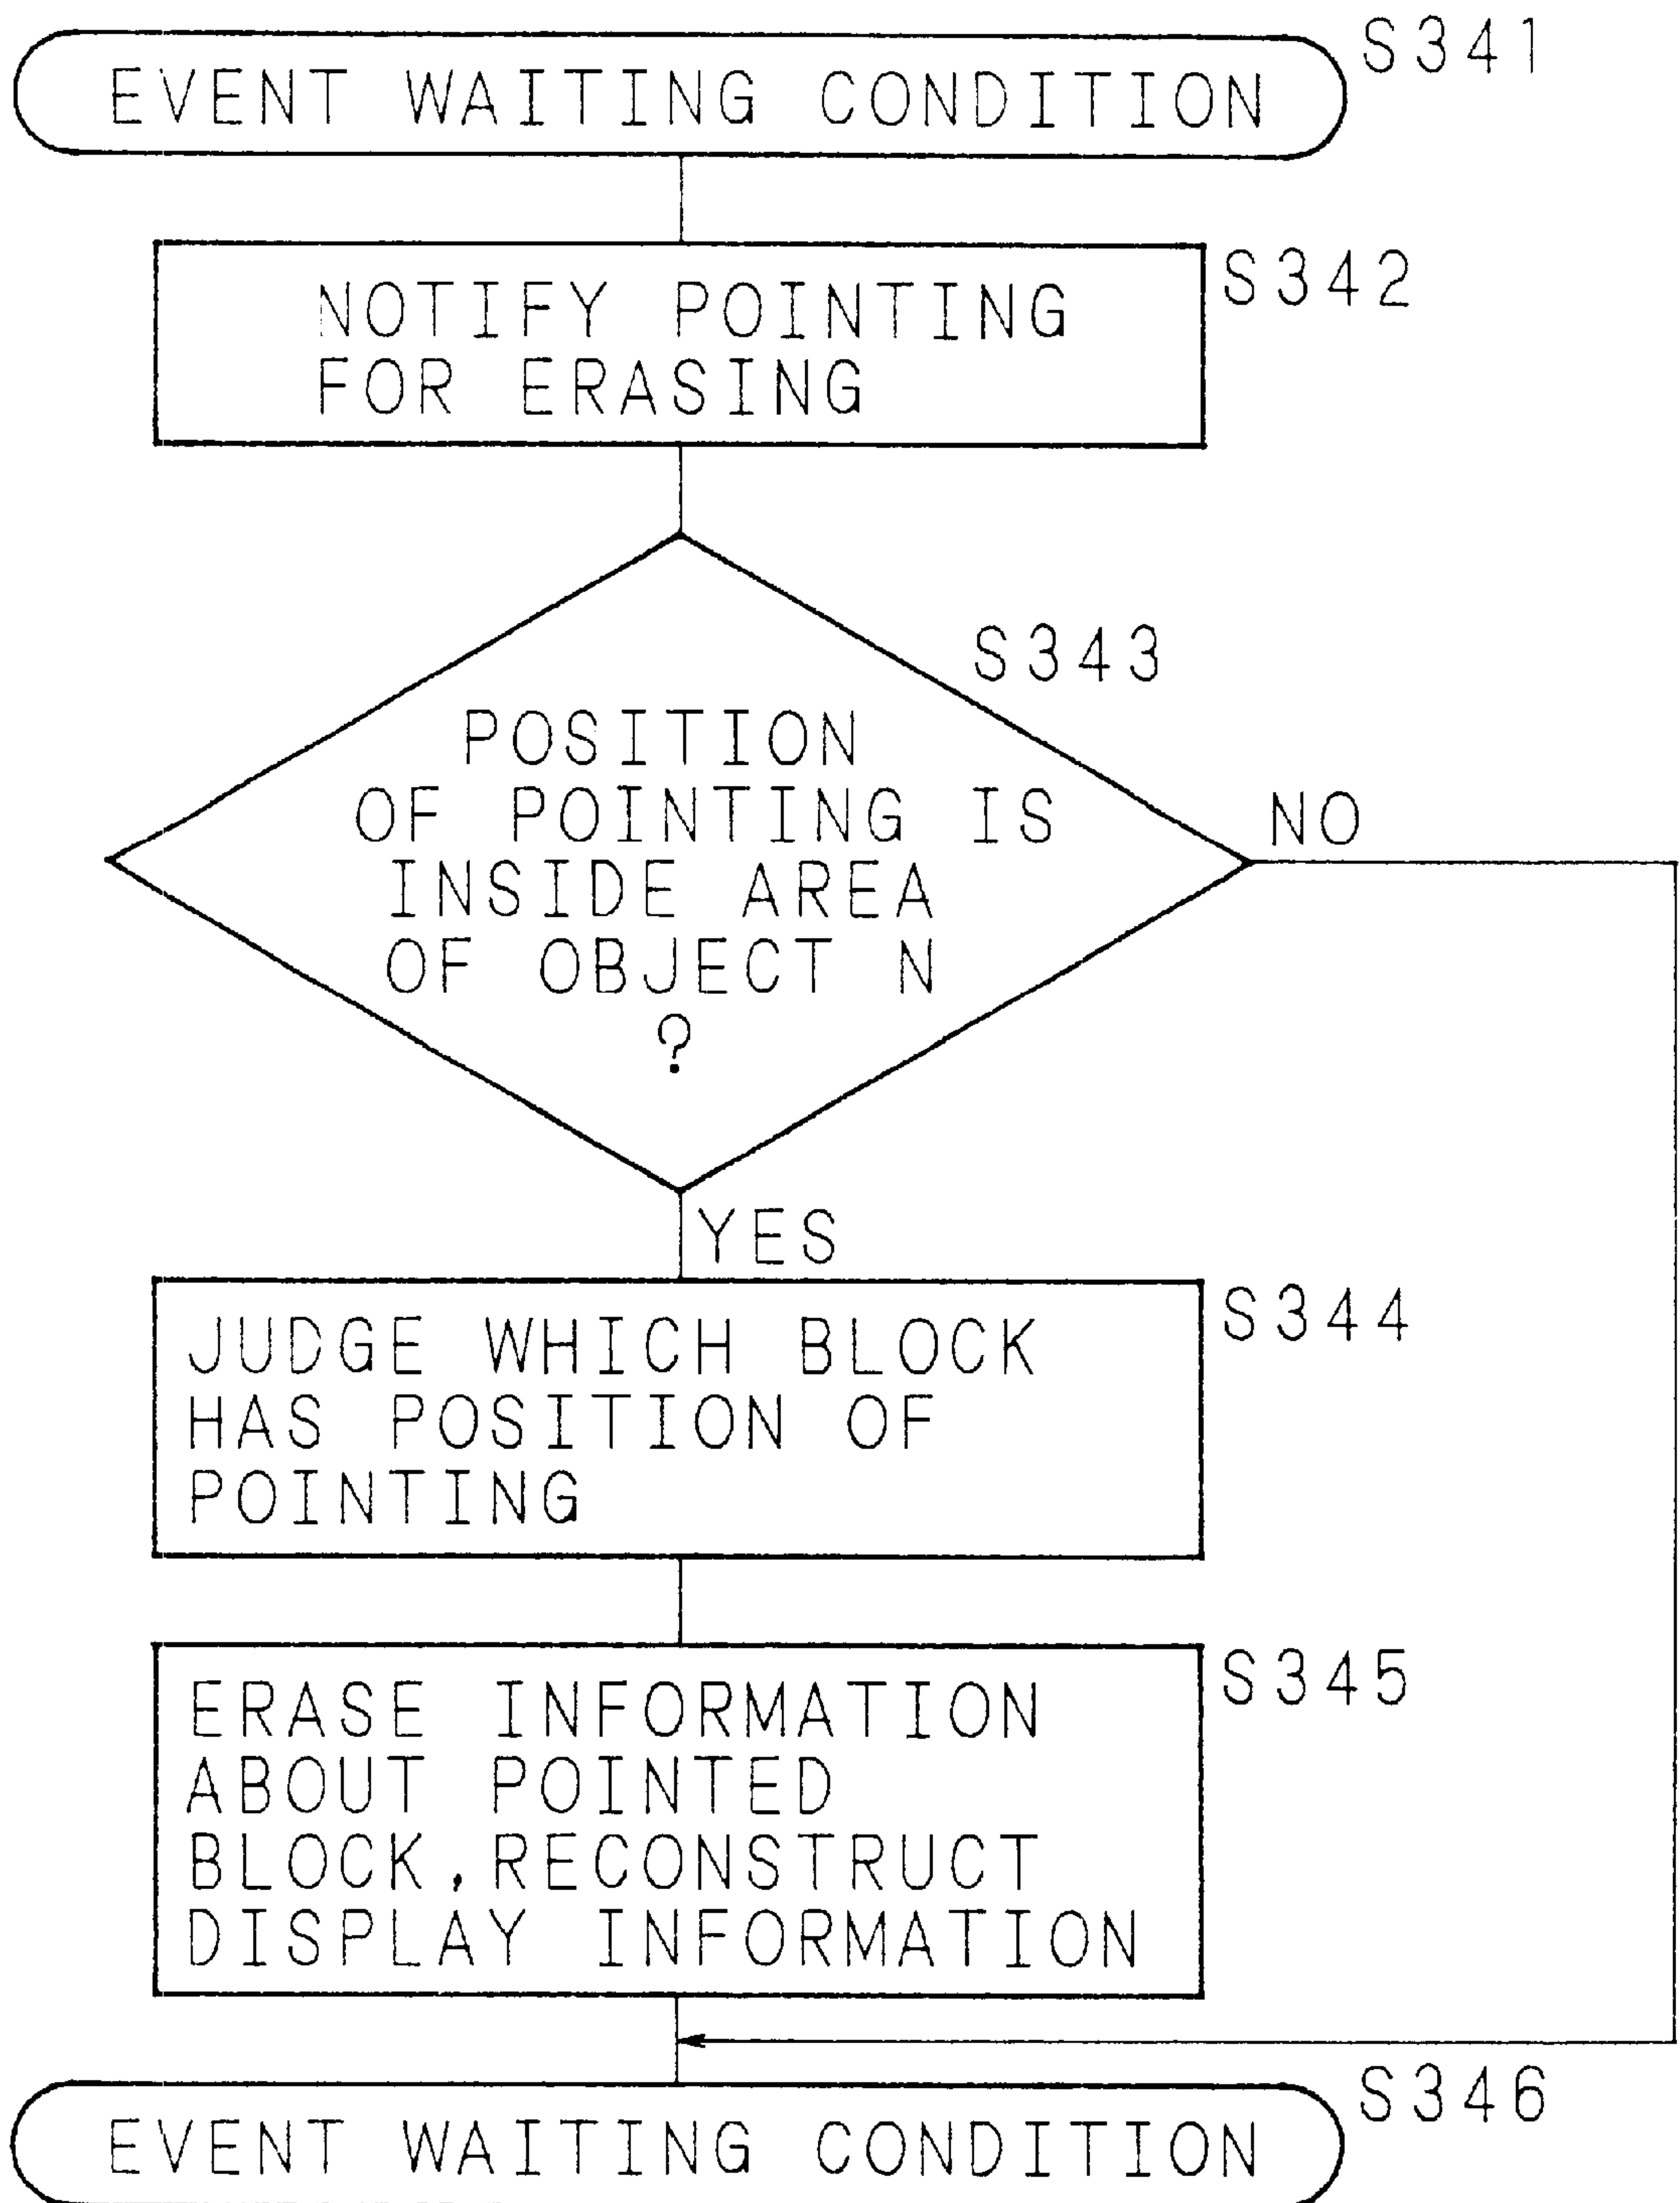 S341
EVENT WAITING CONDITION
S342
NOTIFY POINTING
FOR ERASING
S343
POSITION
OF POINTING IS
INSIDE AREA
OF OBJECT N
?
NO
YES
S344
JUDGE WHICH BLOCK
HAS POSITION OF
POINTING
S345
ERASE INFORMATION
ABOUT POINTED
BLOCK,RECONSTRUCT
DISPLAY INFORMATION
S346
EVENT WAITING CONDITION